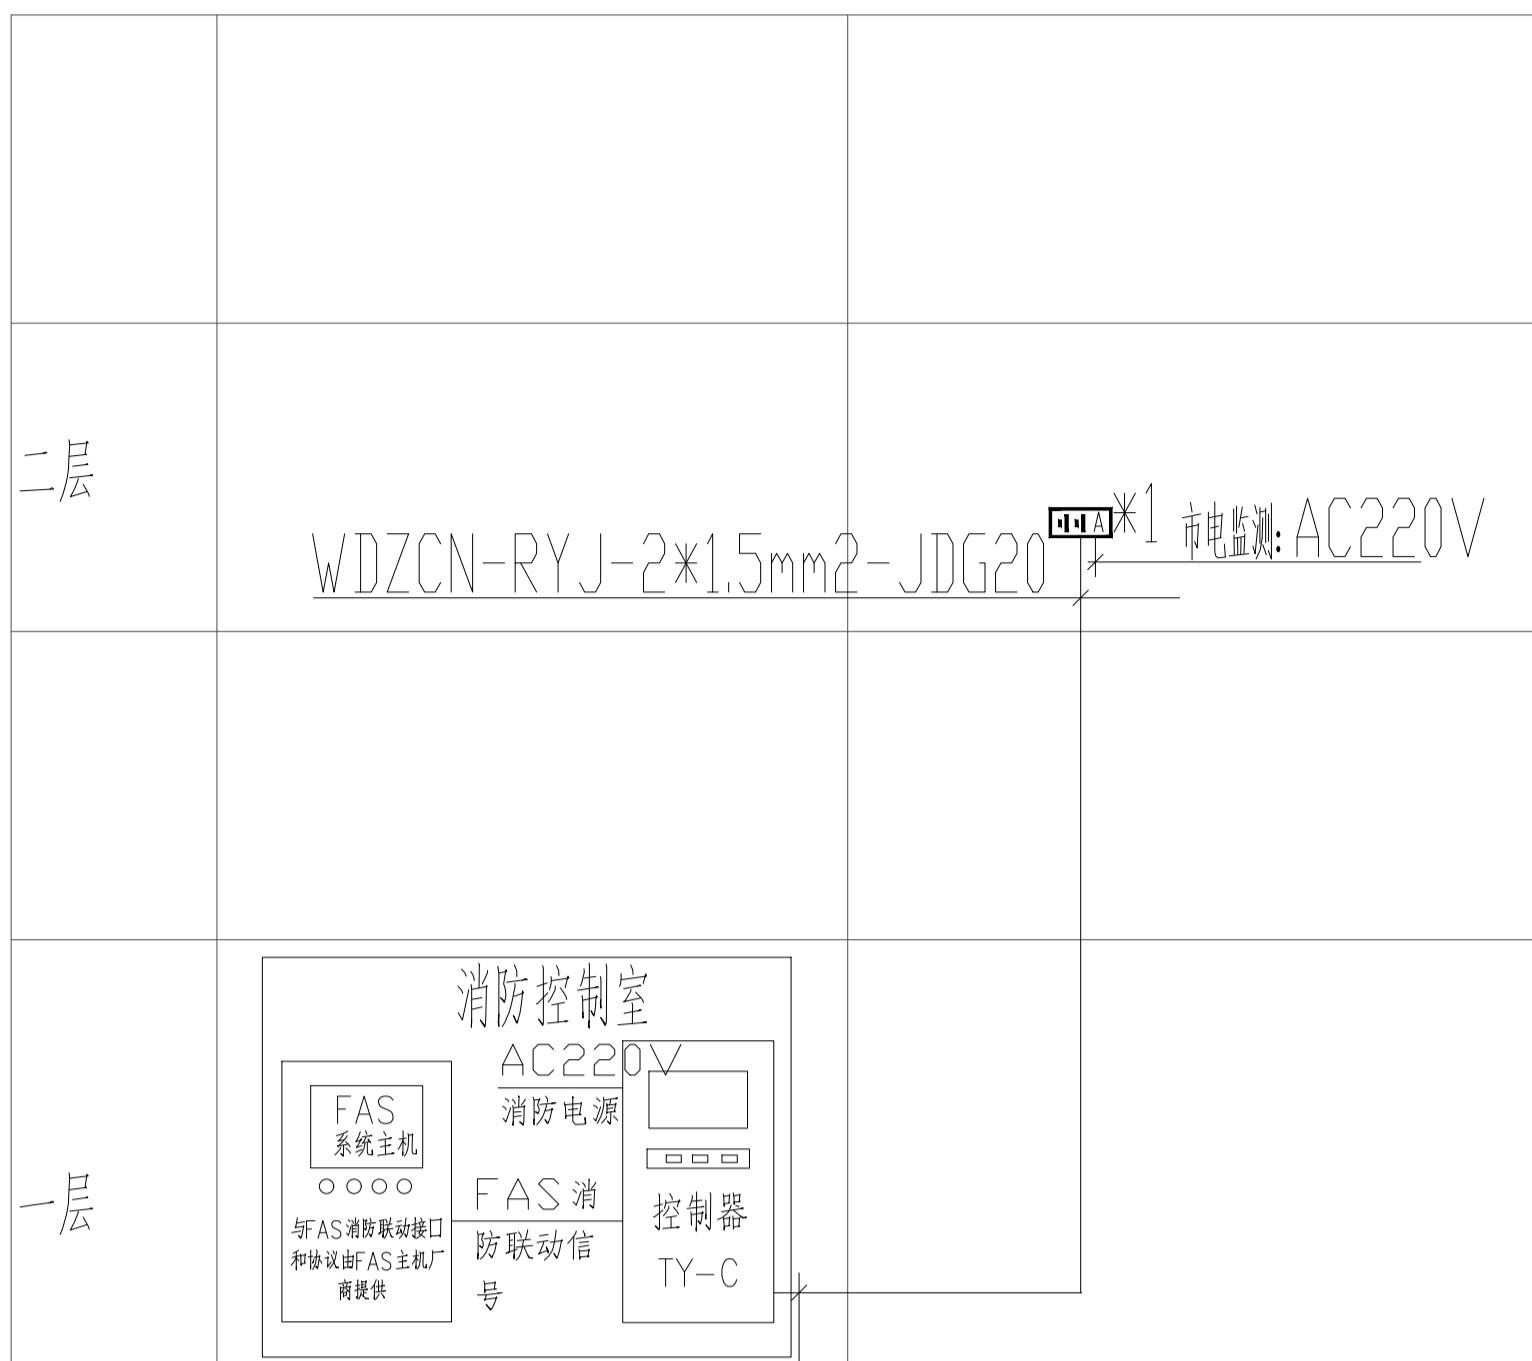 二层
WDZCN-RYJ-2*1.5mm2-JDG20
A
*1
市电监测:AC220V
一层
消防控制室
AC220V
消防电源
FAS
系统主机
与FAS消防联动接口
和协议由FAS主机厂
商提供
FAS消
防联动信
号
控制器
TY-C